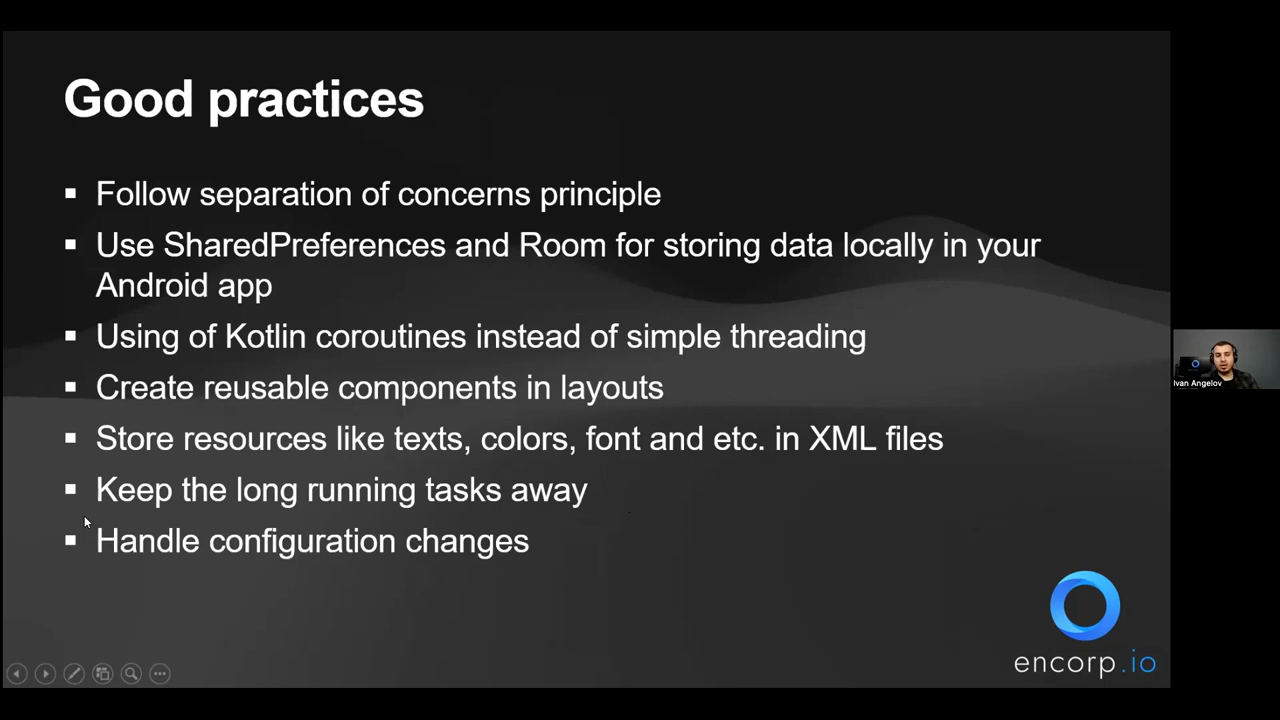 Good practices
Follow separation of concerns principle
Use SharedPreferences and Room for storing data locally in your
Android app
Using of Kotlin coroutines instead of simple threading
Create reusable components in layouts
Store resources like texts, colors, font and etc. in XML files
Keep the long running tasks away
Handle configuration changes
Ivan Angelov
encorp.io